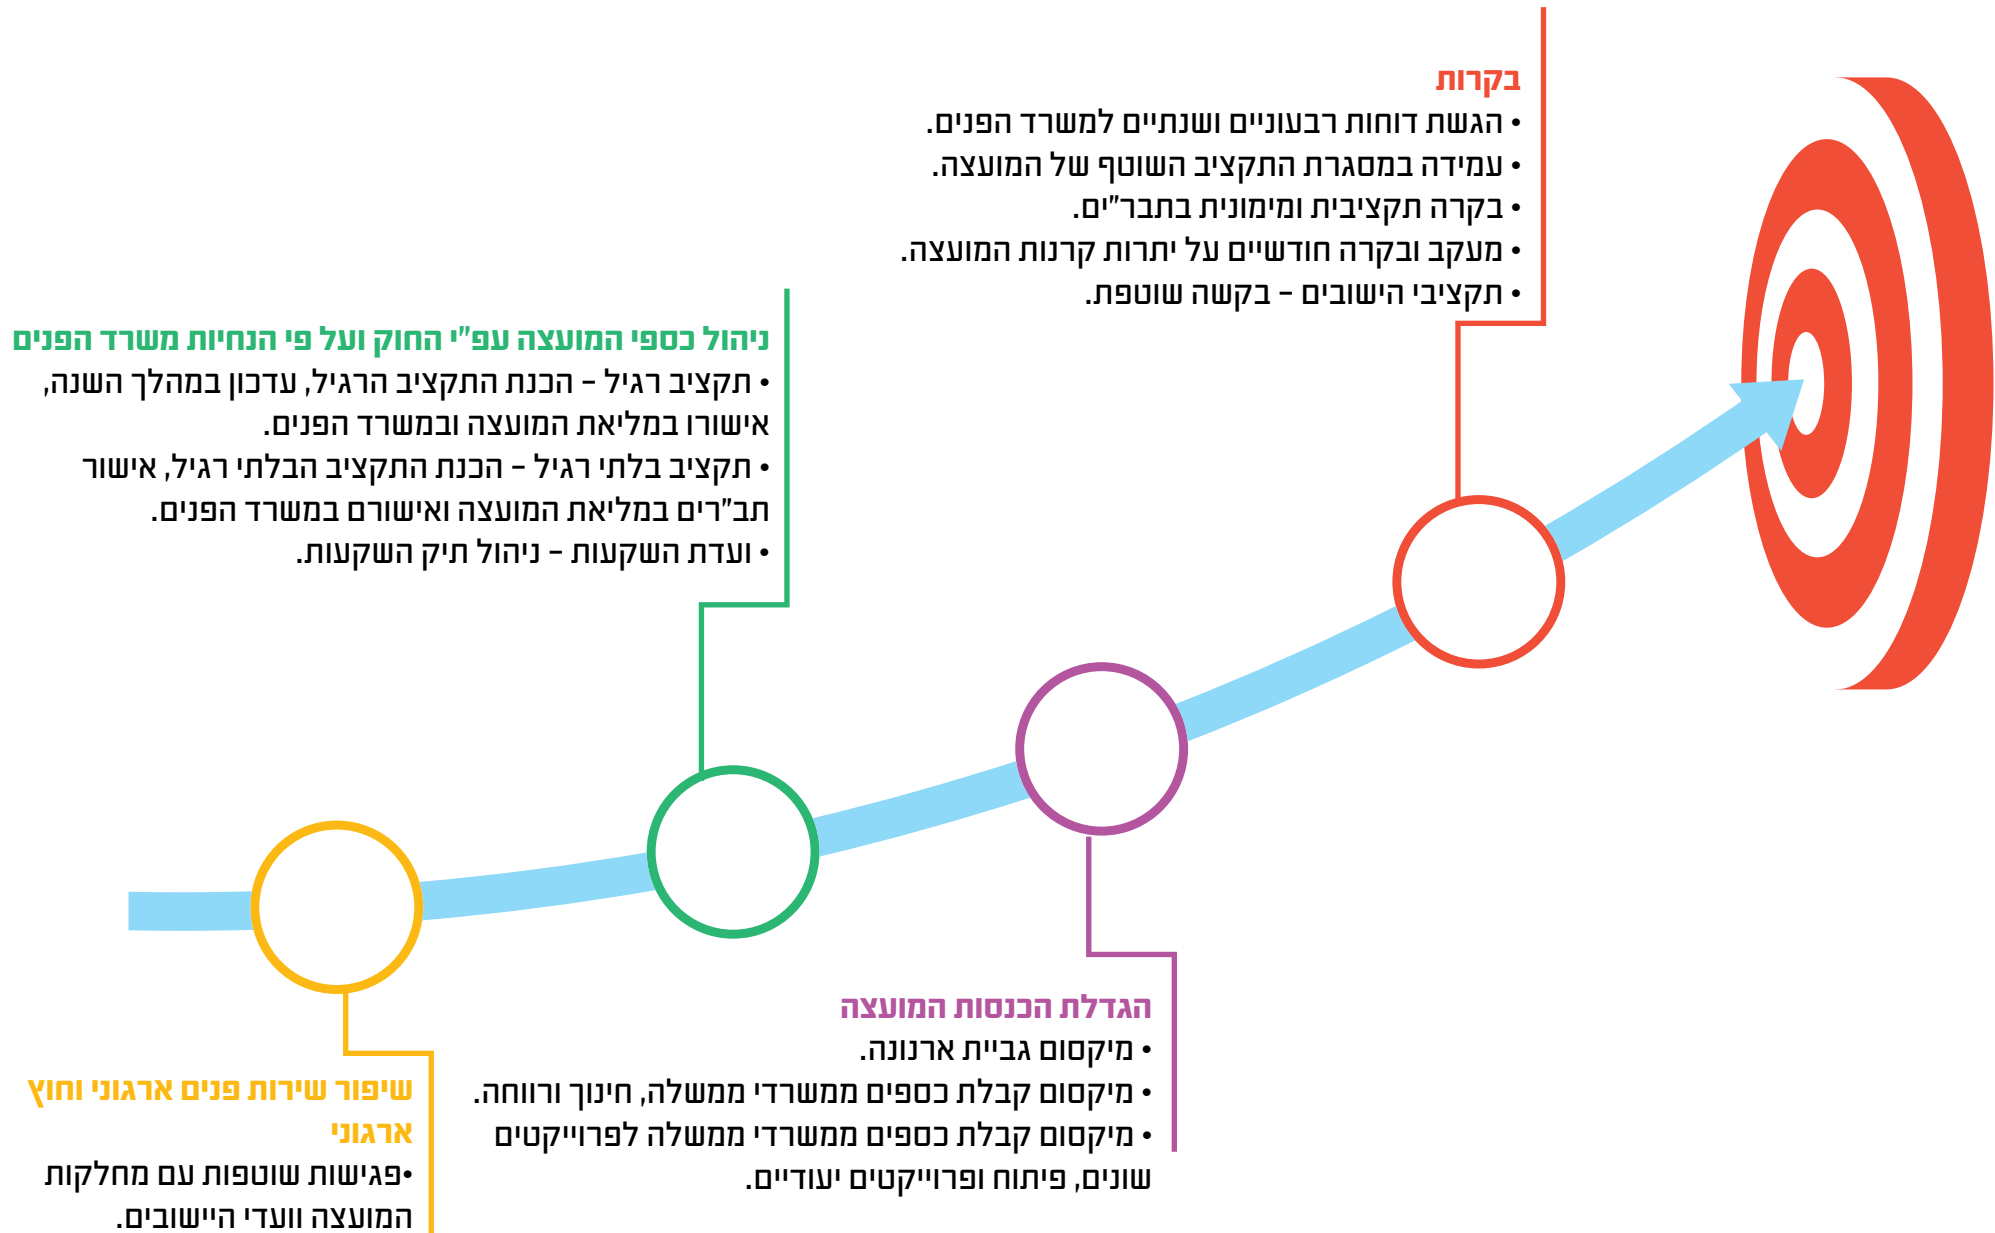 בקרות
• הגשת דוחות רבעוניים ושנתיים למשרד הפנים.
• עמידה במסגרת התקציב השוטף של המועצה.
• בקרה תקציבית ומימונית בתבר"ים.
• מעקב ובקרה חודשיים על יתרות קרנות המועצה.
• תקציבי הישובים – בקשה שוטפת.
ניהול כספי המועצה עפ"י החוק ועל פי הנחיות משרד הפנים
• תקציב רגיל – הכנת התקציב הרגיל, עדכון במהלך השנה,
אישורו במליאת המועצה ובמשרד הפנים.
• תקציב בלתי רגיל – הכנת התקציב הבלתי רגיל, אישור
תב"רים במליאת המועצה ואישורם במשרד הפנים.
• ועדת השקעות – ניהול תיק השקעות.
הגדלת הכנסות המועצה
• מיקסום גביית ארנונה.
• מיקסום קבלת כספים ממשרדי ממשלה, חינוך ורווחה.
• מיקסום קבלת כספים ממשרדי ממשלה לפרוייקטים
שונים, פיתוח ופרוייקטים יעודיים.
שיפור שירות פנים ארגוני וחוץ
ארגוני
•פגישות שוטפות עם מחלקות
המועצה וועדי היישובים.